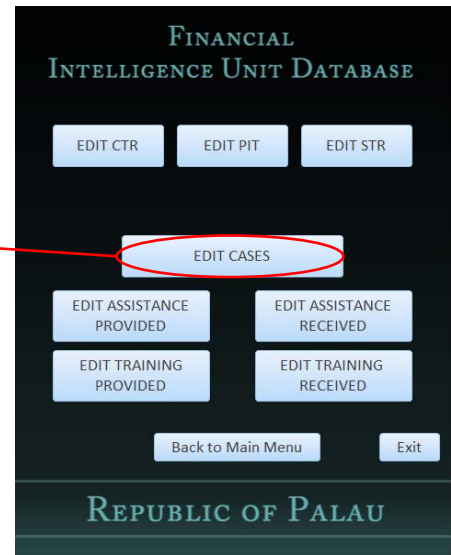 Financial
Intelligence Unit Database
EDIT CTR
EDIT PIT
EDIT STR
EDIT CASES
EDIT ASSISTANCE
PROVIDED
EDIT ASSISTANCE
RECEIVED
EDIT TRAINING
PROVIDED
EDIT TRAINING
RECEIVED
Back to Main Menu
Exit
Republic of Palau